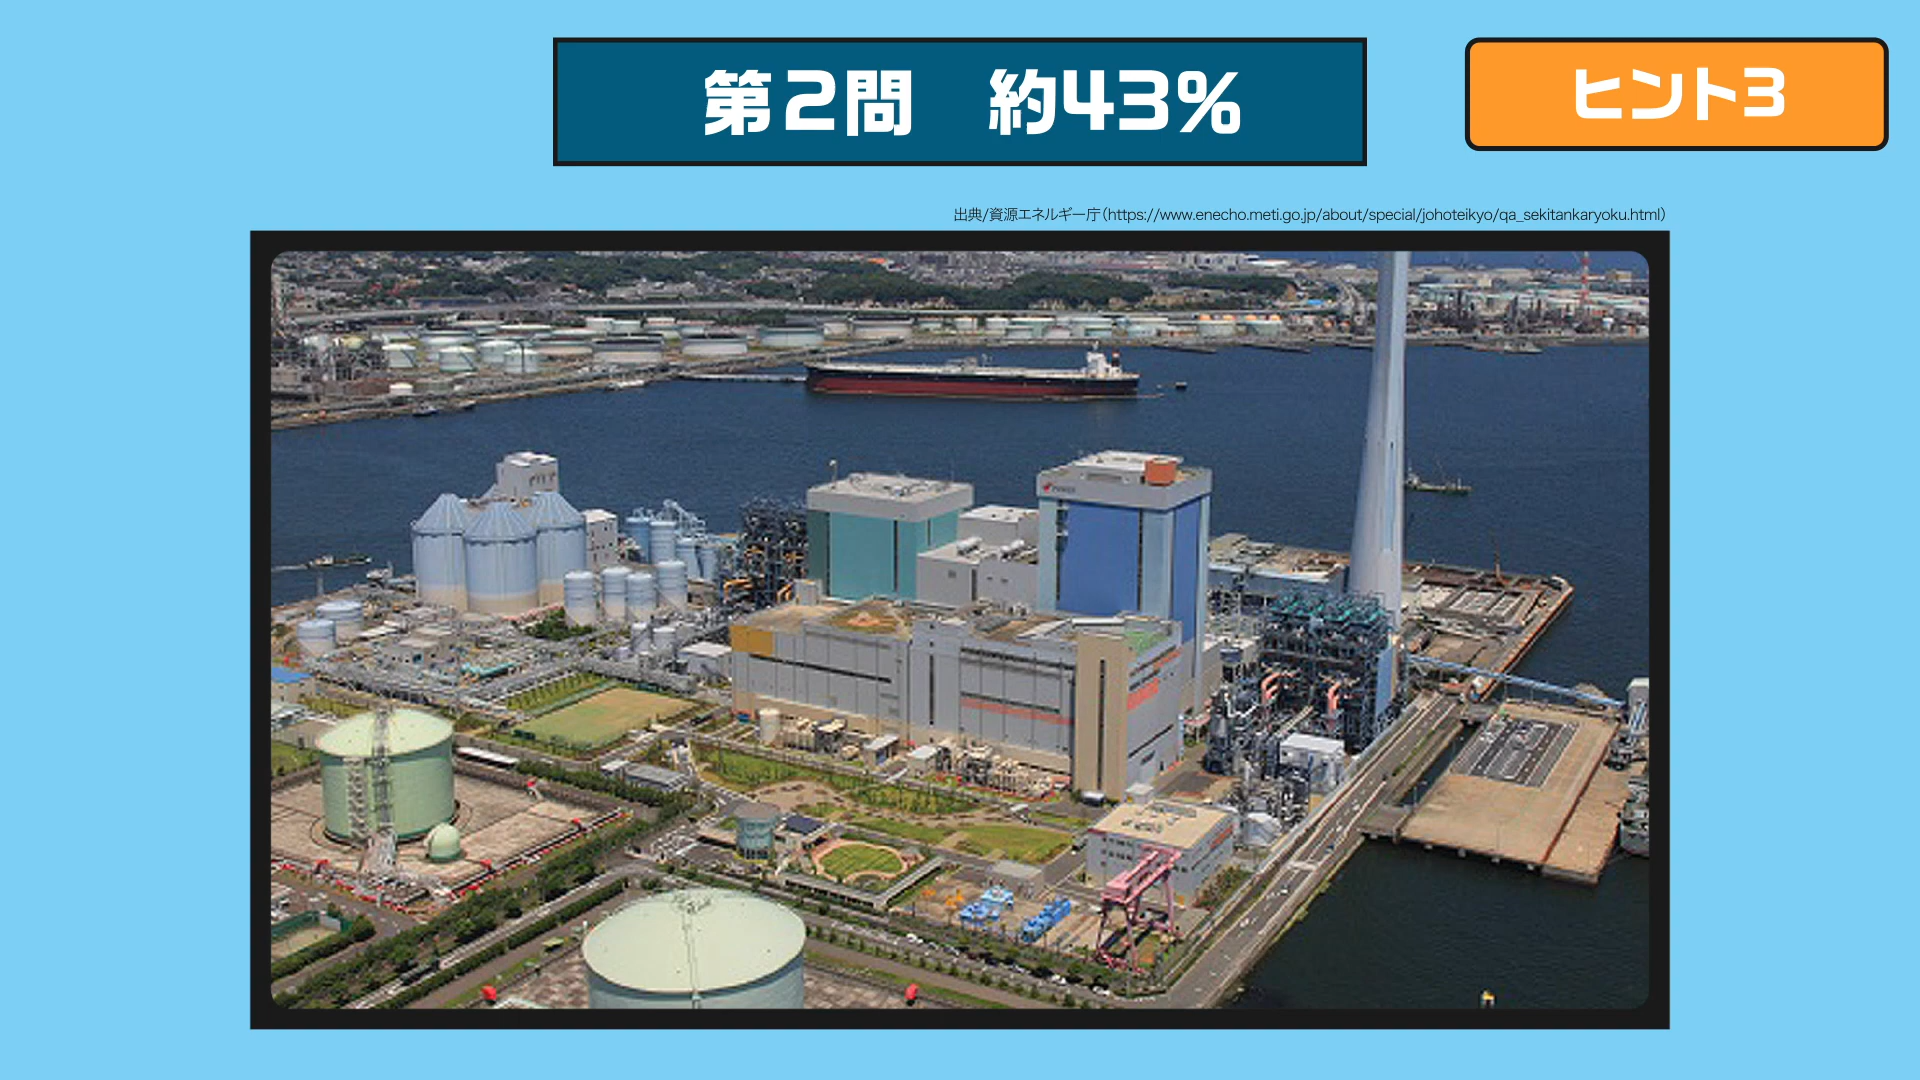 第2問　約43%
ヒント3
出典/資源エネルギー庁(https://www.enecho.meti.go.jp/about/special/johoteikyo/qa_sekitankaryoku.html)